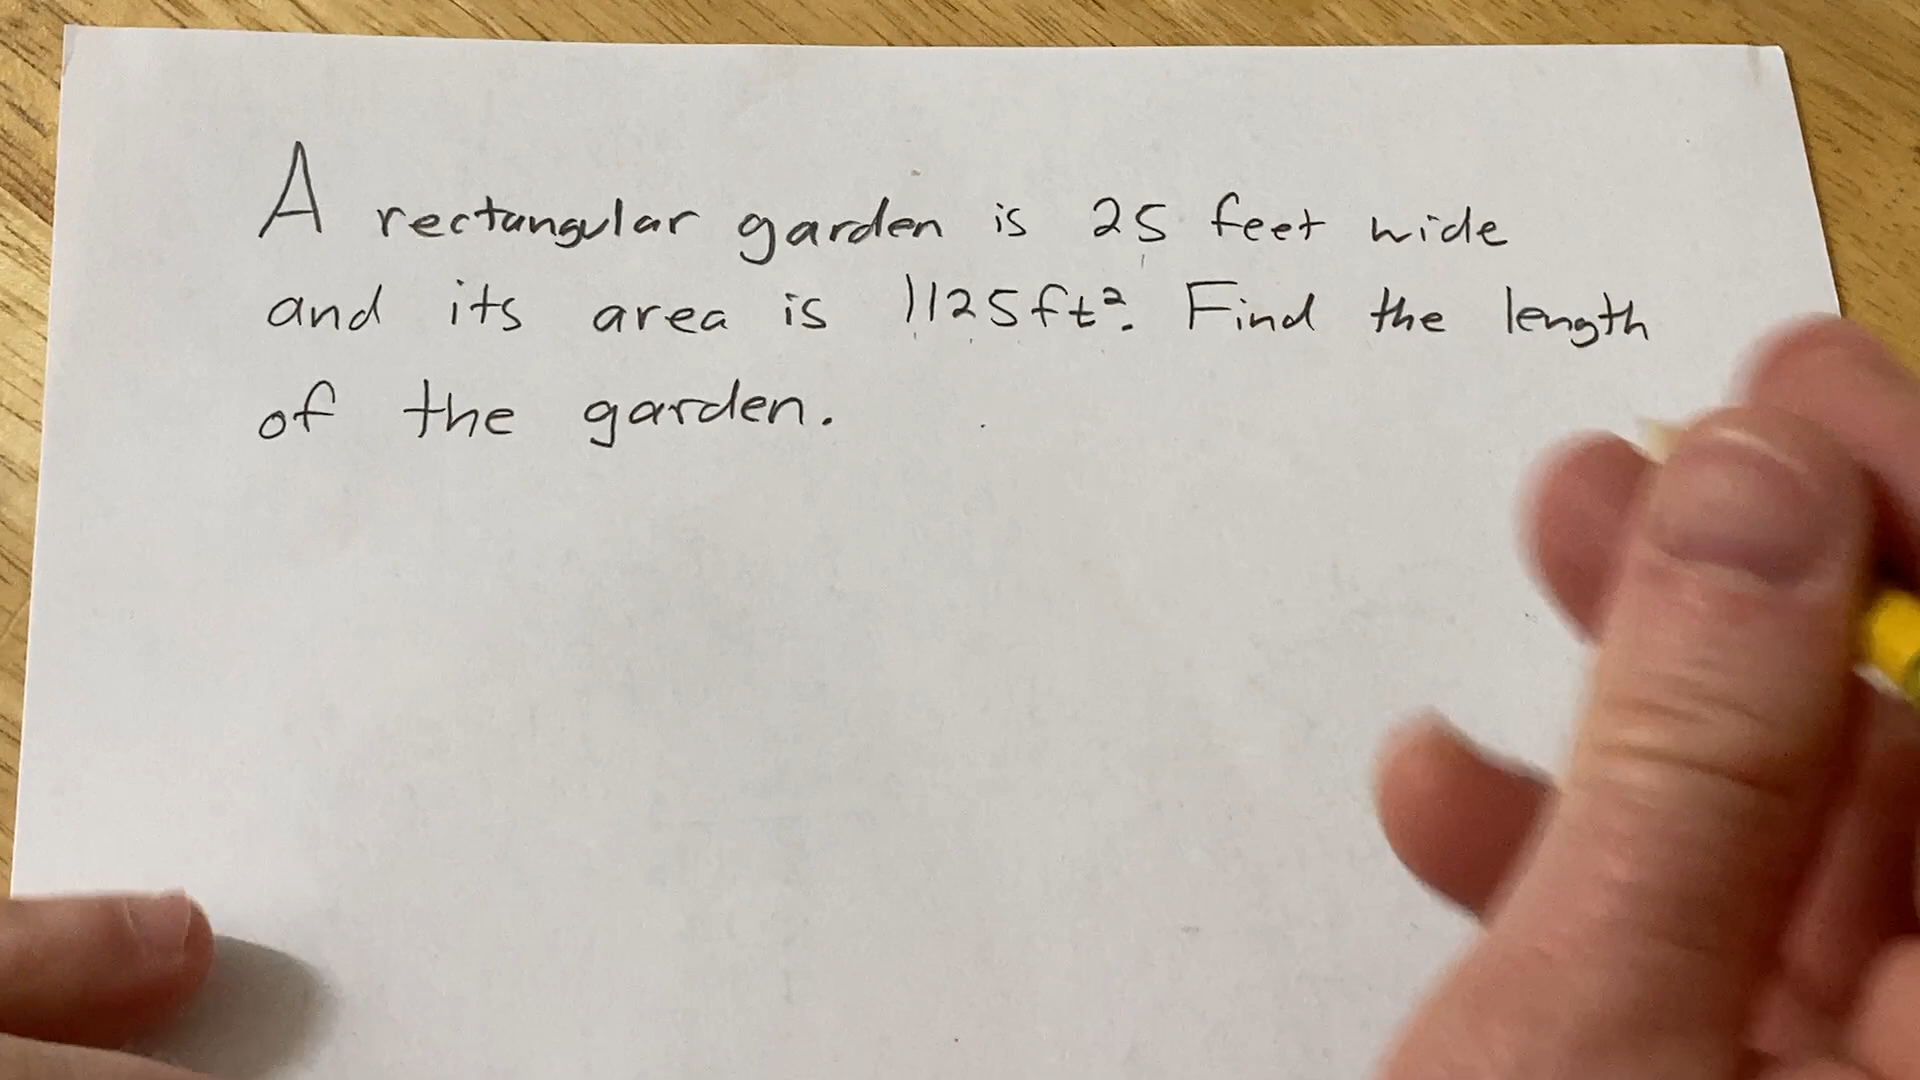 A rectangular garden is 25 feet wide
and its area is 1125ft². Find the length
of the garden.